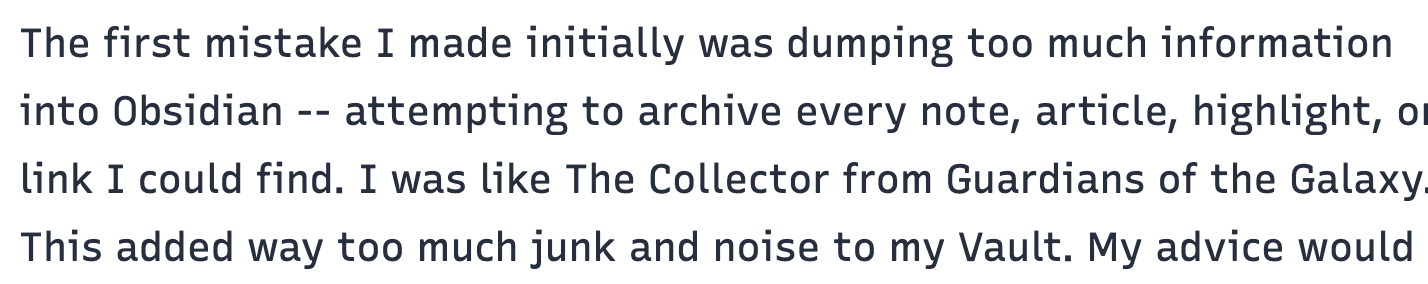 The first mistake I made initially was dumping too much information
into Obsidian -- attempting to archive every note, article, highlight, or
link I could find. I was like The Collector from Guardians of the Galaxy.
This added way too much junk and noise to my Vault. My advice would